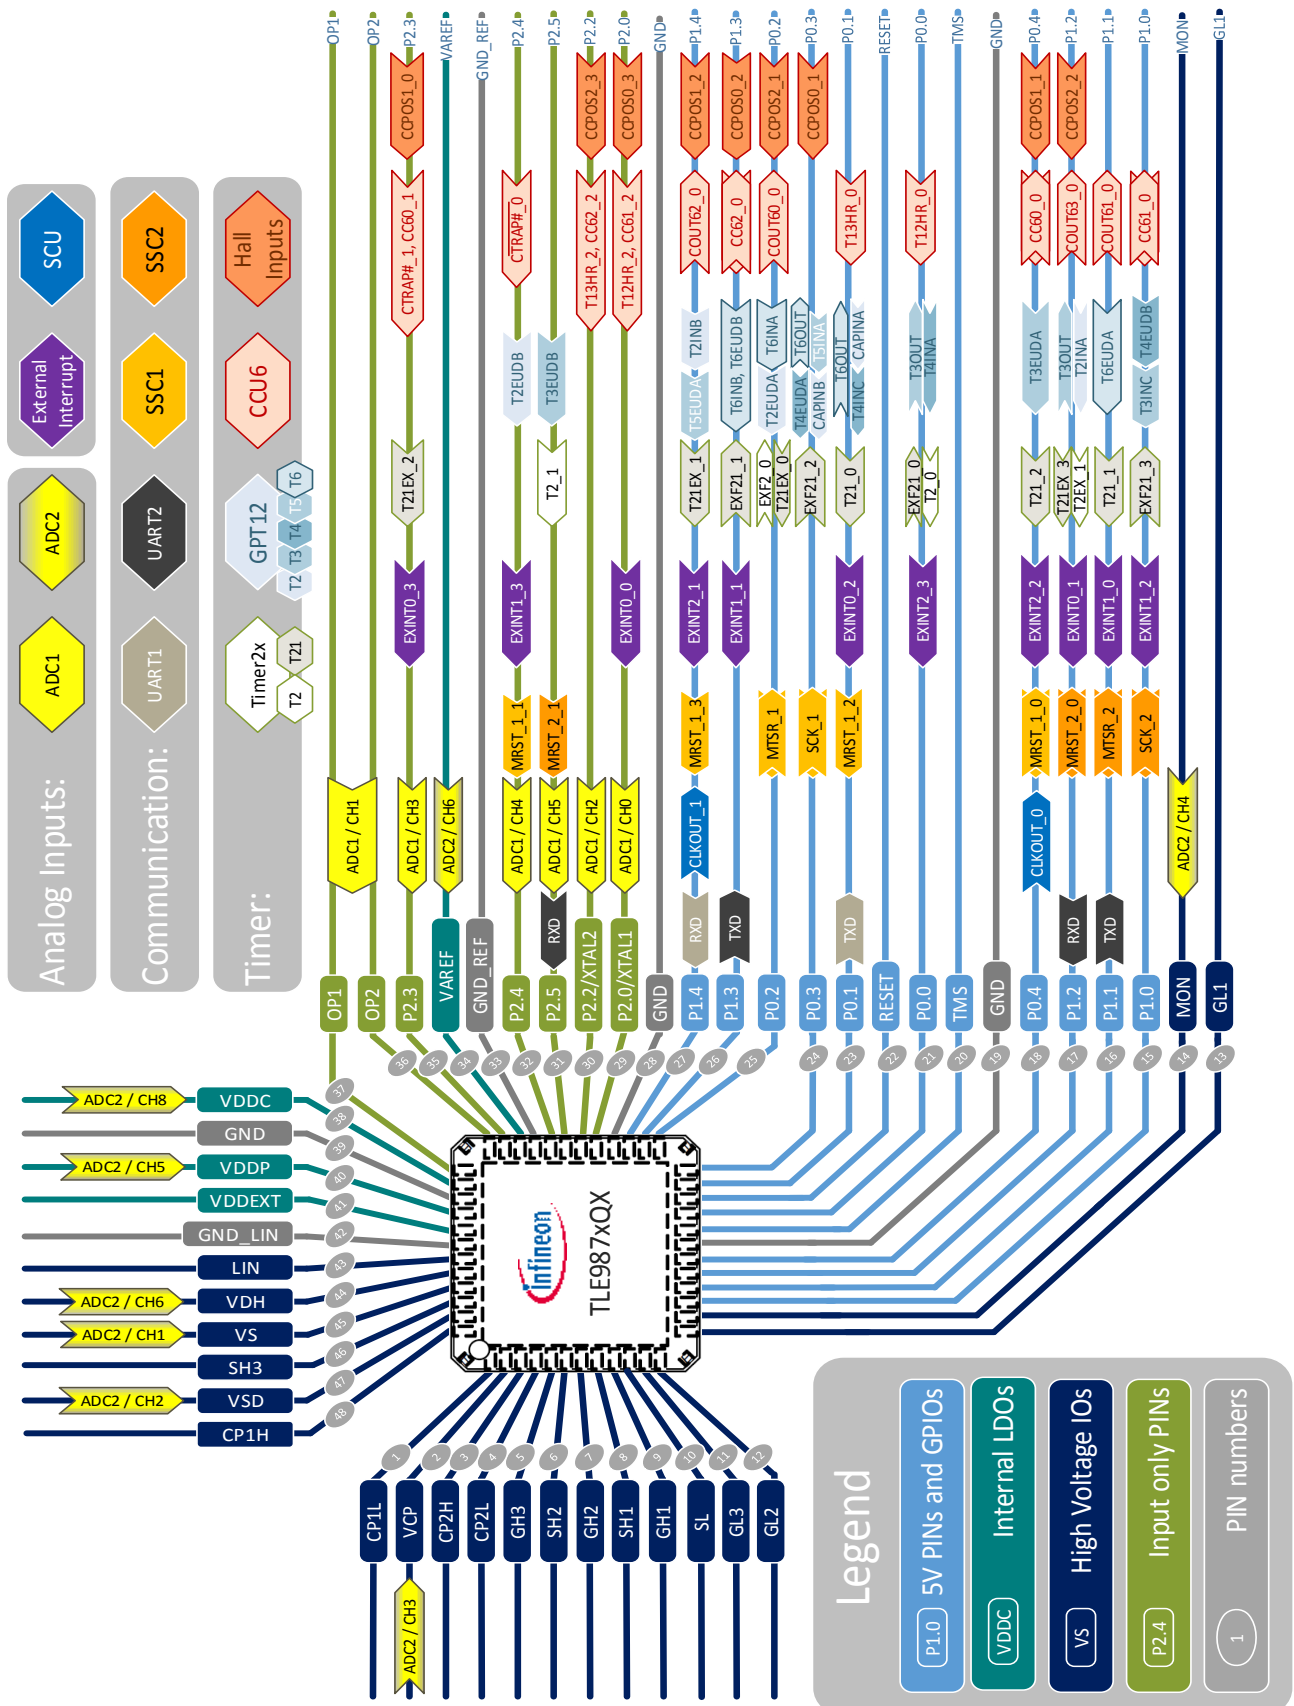 Analog Inputs:
ADC1
ADC2
External
Interrupt
SCU
Communication:
UART1
UART2
SSC1
SSC2
Timer:
Timer2x
T2
T21
GPT12
T2
T3
T4
T5
T6
CCU6
Hall
Inputs
OP1
ADC1 / CH1
OP1
OP2
OP2
P2.3
ADC1 / CH3
EXINT0_3
T21EX_2
CTRAP#_1, CC60_1
CCPOS1_0
P2.3
VAREF
ADC2 / CH6
VAREF
GND_REF
GND_REF
P2.4
ADC1 / CH4
MRST_1_1
EXINT1_3
T2EUDB
CTRAP#_0
P2.4
P2.5
RXD
ADC1 / CH5
MRST_2_1
T2_1
T3EUDB
P2.5
P2.2/XTAL2
ADC1 / CH2
T13HR_2, CC62_2
CCPOS2_3
P2.2
P2.0/XTAL1
ADC1 / CH0
EXINT0_0
T12HR_2, CC61_2
CCPOS0_3
P2.0
GND
GND
P1.4
RXD
CLKOUT_1
MRST_1_3
EXINT2_1
T21EX_1
T5EUDA
T2INB
COUT62_0
CCPOS1_2
P1.4
P1.3
TXD
EXINT1_1
EXF21_1
T6INB, T6EUDB
CC62_0
CCPOS0_2
P1.3
P0.2
MTSR_1
EXF2_0
T21EX_0
T2EUDA
T6INA
COUT60_0
CCPOS2_1
P0.2
P0.3
SCK_1
EXF21_2
T4EUDA
T6OUT
CAPINB
T5INA
CCPOS0_1
P0.3
P0.1
TXD
MRST_1_2
EXINT0_2
T21_0
T6OUT
T4INC
CAPINA
T13HR_0
P0.1
RESET
RESET
P0.0
EXINT2_3
EXF21_0
T2_0
T3OUT
T4INA
T12HR_0
P0.0
TMS
TMS
GND
GND
P0.4
CLKOUT_0
MRST_1_0
EXINT2_2
T21_2
T3EUDA
CC60_0
CCPOS1_1
P0.4
P1.2
RXD
MRST_2_0
EXINT0_1
T21EX_3
T2EX_1
T3OUT
T2INA
COUT63_0
CCPOS2_2
P1.2
P1.1
TXD
MTSR_2
EXINT1_0
T21_1
T6EUDA
COUT61_0
P1.1
P1.0
SCK_2
EXINT1_2
EXF21_3
T3INC
T4EUDB
CC61_0
P1.0
MON
ADC2 / CH4
MON
GL1
GL1
36
35
34
33
32
31
30
29
28
27
26
25
24
23
22
21
20
19
18
17
16
15
14
13
ADC2 / CH8
VDDC
37
GND
38
ADC2 / CH5
VDDP
39
VDDEXT
40
GND_LIN
41
LIN
42
ADC2 / CH6
VDH
43
ADC2 / CH1
VS
44
SH3
45
ADC2 / CH2
VSD
46
CP1H
47
48
infineon
TLE987xQX
1
2
3
4
5
6
7
8
9
10
11
12
CP1L
VCP
ADC2 / CH3
CP2H
CP2L
GH3
SH2
GH2
SH1
GH1
SL
GL3
GL2
Legend
P1.0
5V PINs and GPIOs
VDDC
Internal LDOs
VS
High Voltage IOs
P2.4
Input only PINs
1
PIN numbers